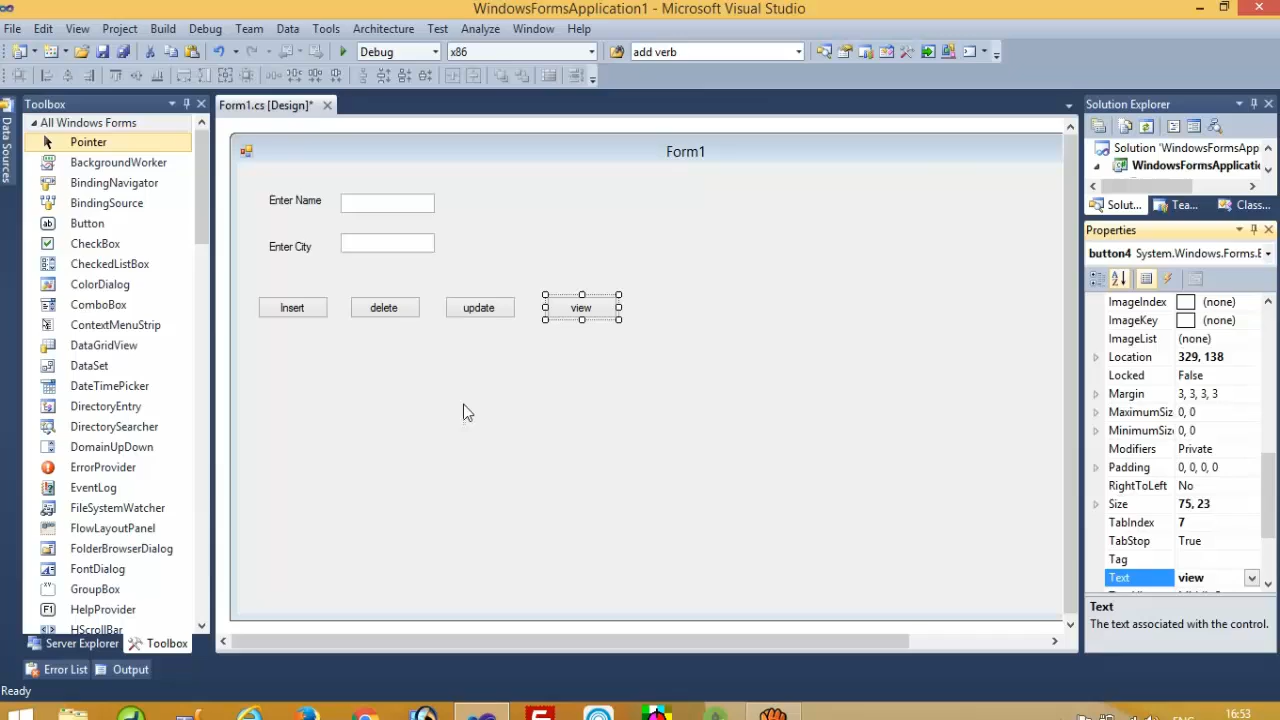 WindowsFormsApplication1 - Microsoft Visual Studio
File Edit View Project Build Debug Team Data Tools Architecture Test Analyze Window Help
Debug x86 add verb
Toolbox
Form1.cs [Design]*
Solution Explorer
Data Sources
All Windows Forms
Pointer
BackgroundWorker
BindingNavigator
BindingSource
Button
CheckBox
CheckedListBox
ColorDialog
ComboBox
ContextMenuStrip
DataGridView
DataSet
DateTimePicker
DirectoryEntry
DirectorySearcher
DomainUpDown
ErrorProvider
EventLog
FileSystemWatcher
FlowLayoutPanel
FolderBrowserDialog
FontDialog
GroupBox
HelpProvider
HScrollBar
Server Explorer Toolbox
Form1
Enter Name
Enter City
Insert delete update view
Solution 'WindowsFormsApp
WindowsFormsApplicatio
Solut... Tea... Class...
Properties
button4 System.Windows.Forms.B
ImageIndex (none)
ImageKey (none)
ImageList (none)
Location 329, 138
Locked False
Margin 3, 3, 3, 3
MaximumSiz 0, 0
MinimumSize 0, 0
Modifiers Private
Padding 0, 0, 0, 0
RightToLeft No
Size 75, 23
TabIndex 7
TabStop True
Tag
Text view
Text
The text associated with the control.
Error List Output
Ready
16:53